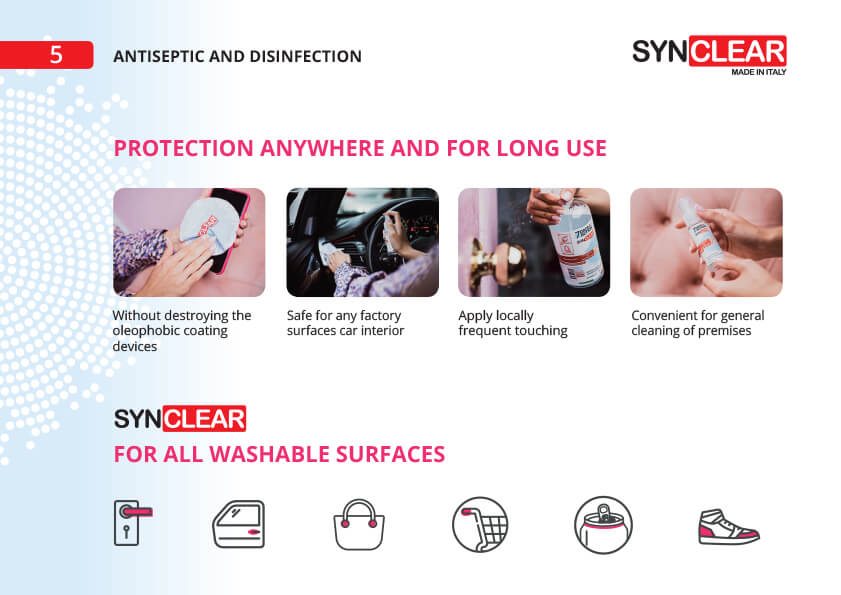 5
ANTISEPTIC AND DISINFECTION
SYNCLEAR
MADE IN ITALY
PROTECTION ANYWHERE AND FOR LONG USE
Without destroying the
oleophobic coating
devices
Safe for any factory
surfaces car interior
Apply locally
frequent touching
Convenient for general
cleaning of premises
SYNCLEAR
FOR ALL WASHABLE SURFACES